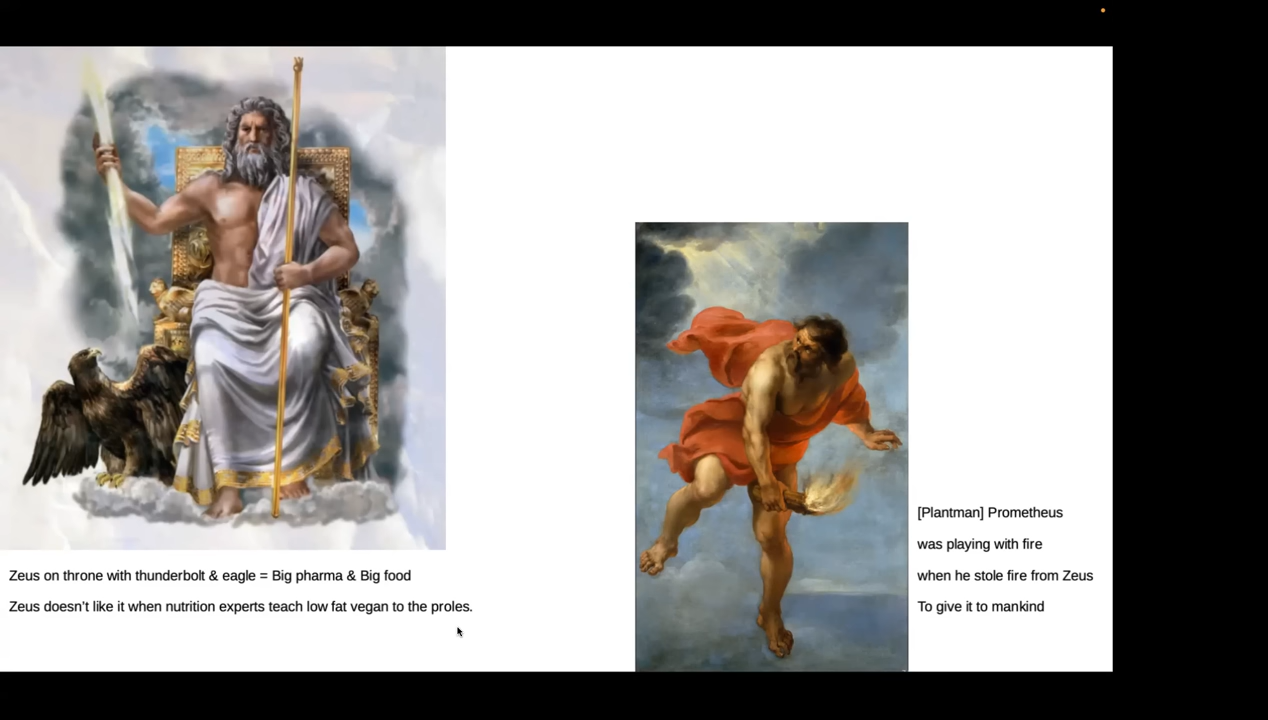 Zeus on throne with thunderbolt & eagle = Big pharma & Big food
Zeus doesn't like it when nutrition experts teach low fat vegan to the proles.
[Plantman] Prometheus
was playing with fire
when he stole fire from Zeus
To give it to mankind